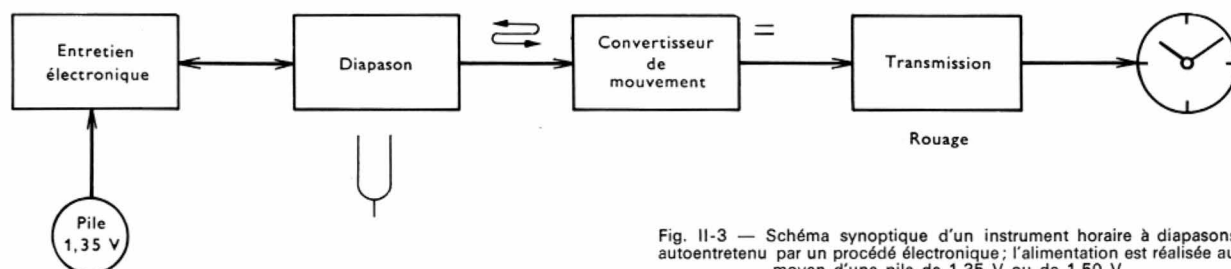 Entretien
électronique
Diapason
Convertisseur
de
mouvement
=
Transmission
Rouage
Pile
1,35 V
Fig. II-3 — Schéma synoptique d'un instrument horaire à diapasons
autoentretenu par un procédé électronique; l'alimentation est réalisée au
moyen d'une pile de 1,35 V ou de 1,50 V